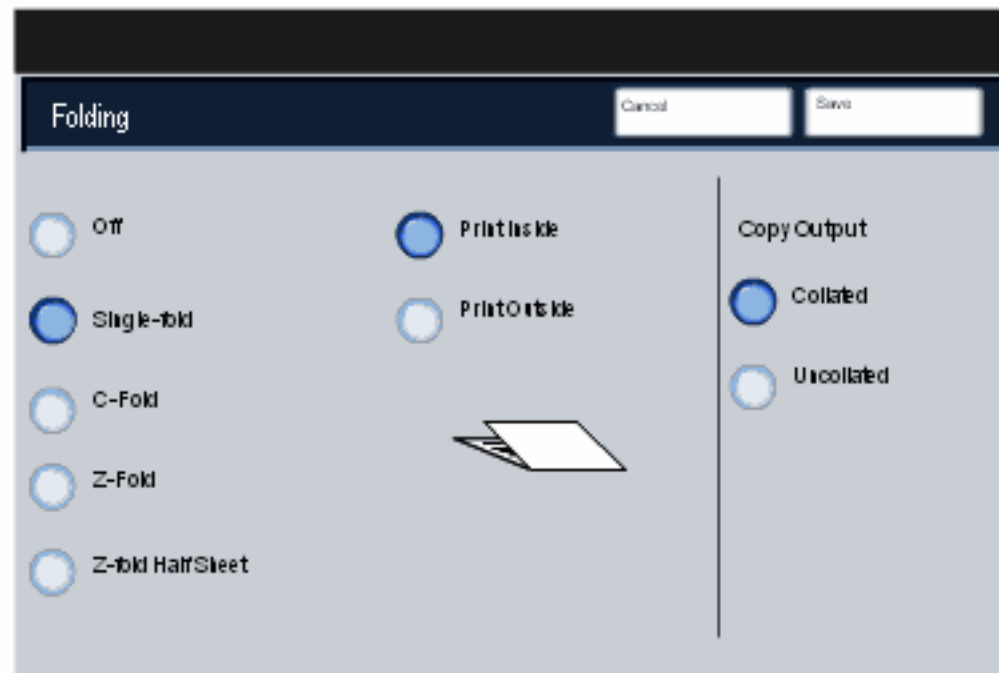 Folding
Cancel
Save
Off
Single-fold
C-Fold
Z-Fold
Z-fold Half Sheet
Print Inside
Print Outside
Copy Output
Collated
Uncollated